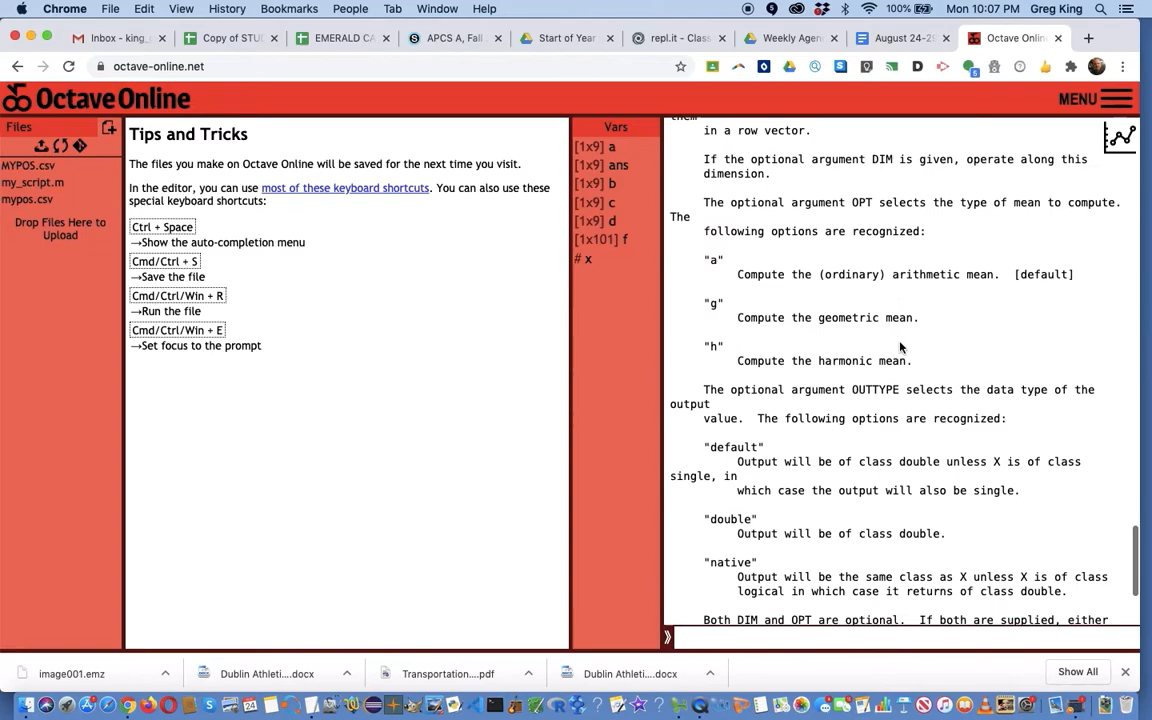 Chrome File Edit View History Bookmarks People Tab Window Help 100% Mon 10:07 PM Greg King
Inbox - king_
Copy of STU
EMERALD CA
APCS A, Fall
Start of Year
repl.it - Class
Weekly Agen
August 24-25
Octave Onlin
octave-online.net
OctaveOnline
MENU
Files
MYPOS.csv
my_script.m
mypos.csv
Drop Files Here to
Upload
Tips and Tricks
The files you make on Octave Online will be saved for the next time you visit.
In the editor, you can use most of these keyboard shortcuts. You can also use these
special keyboard shortcuts:
Ctrl + Space
→Show the auto-completion menu
Cmd/Ctrl + S
→Save the file
Cmd/Ctrl/Win + R
→Run the file
Cmd/Ctrl/Win + E
→Set focus to the prompt
Vars
[1x9] a
[1x9] ans
[1x9] b
[1x9] c
[1x9] d
[1x101] f
# x
them
in a row vector.
If the optional argument DIM is given, operate along this
dimension.
The optional argument OPT selects the type of mean to compute.
The
following options are recognized:
"a"
Compute the (ordinary) arithmetic mean. [default]
"g"
Compute the geometric mean.
"h"
Compute the harmonic mean.
The optional argument OUTTYPE selects the data type of the
output
value. The following options are recognized:
"default"
Output will be of class double unless X is of class
single, in
which case the output will also be single.
"double"
Output will be of class double.
"native"
Output will be the same class as X unless X is of class
logical in which case it returns of class double.
Both DIM and OPT are optional. If both are supplied, either
»
image001.emz
Dublin Athleti....docx
Transportation....pdf
Dublin Athleti....docx
Show All